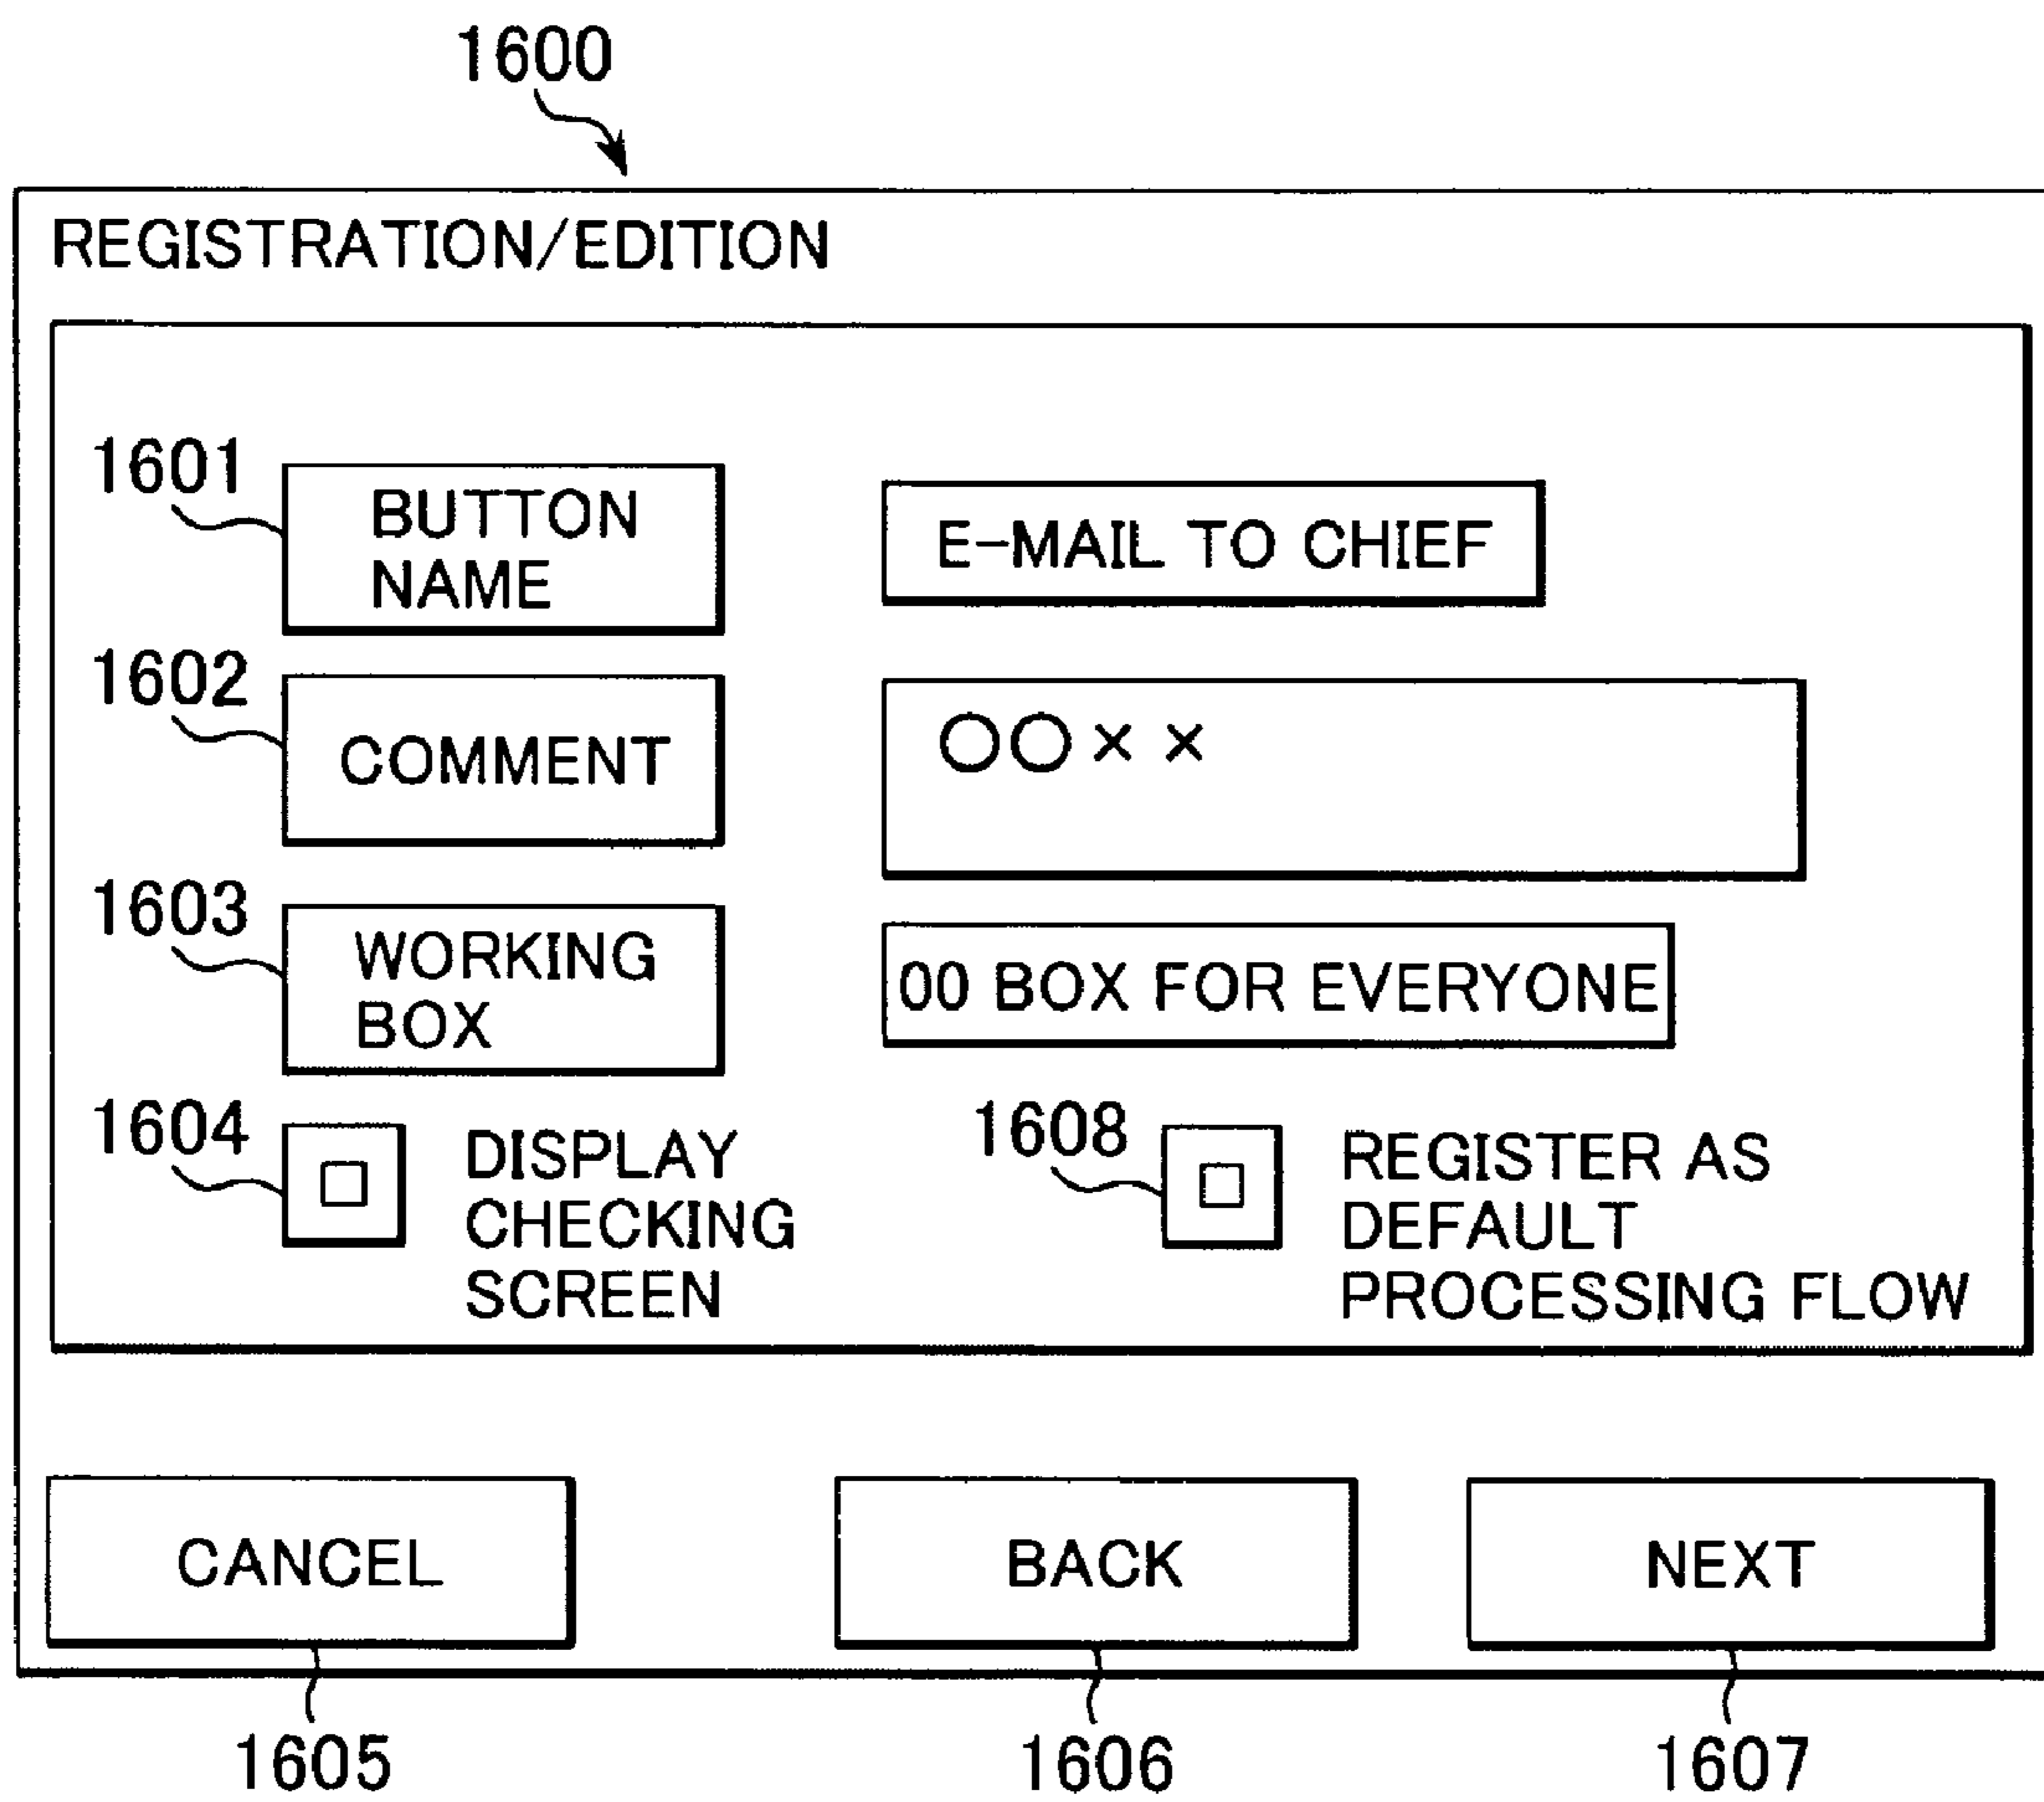 1600
REGISTRATION/EDITION
1601
BUTTON
NAME
E-MAIL TO CHIEF
1602
COMMENT
○○××
1603
WORKING
BOX
00 BOX FOR EVERYONE
1604
DISPLAY
CHECKING
SCREEN
1608
REGISTER AS
DEFAULT
PROCESSING FLOW
CANCEL
BACK
NEXT
1605
1606
1607